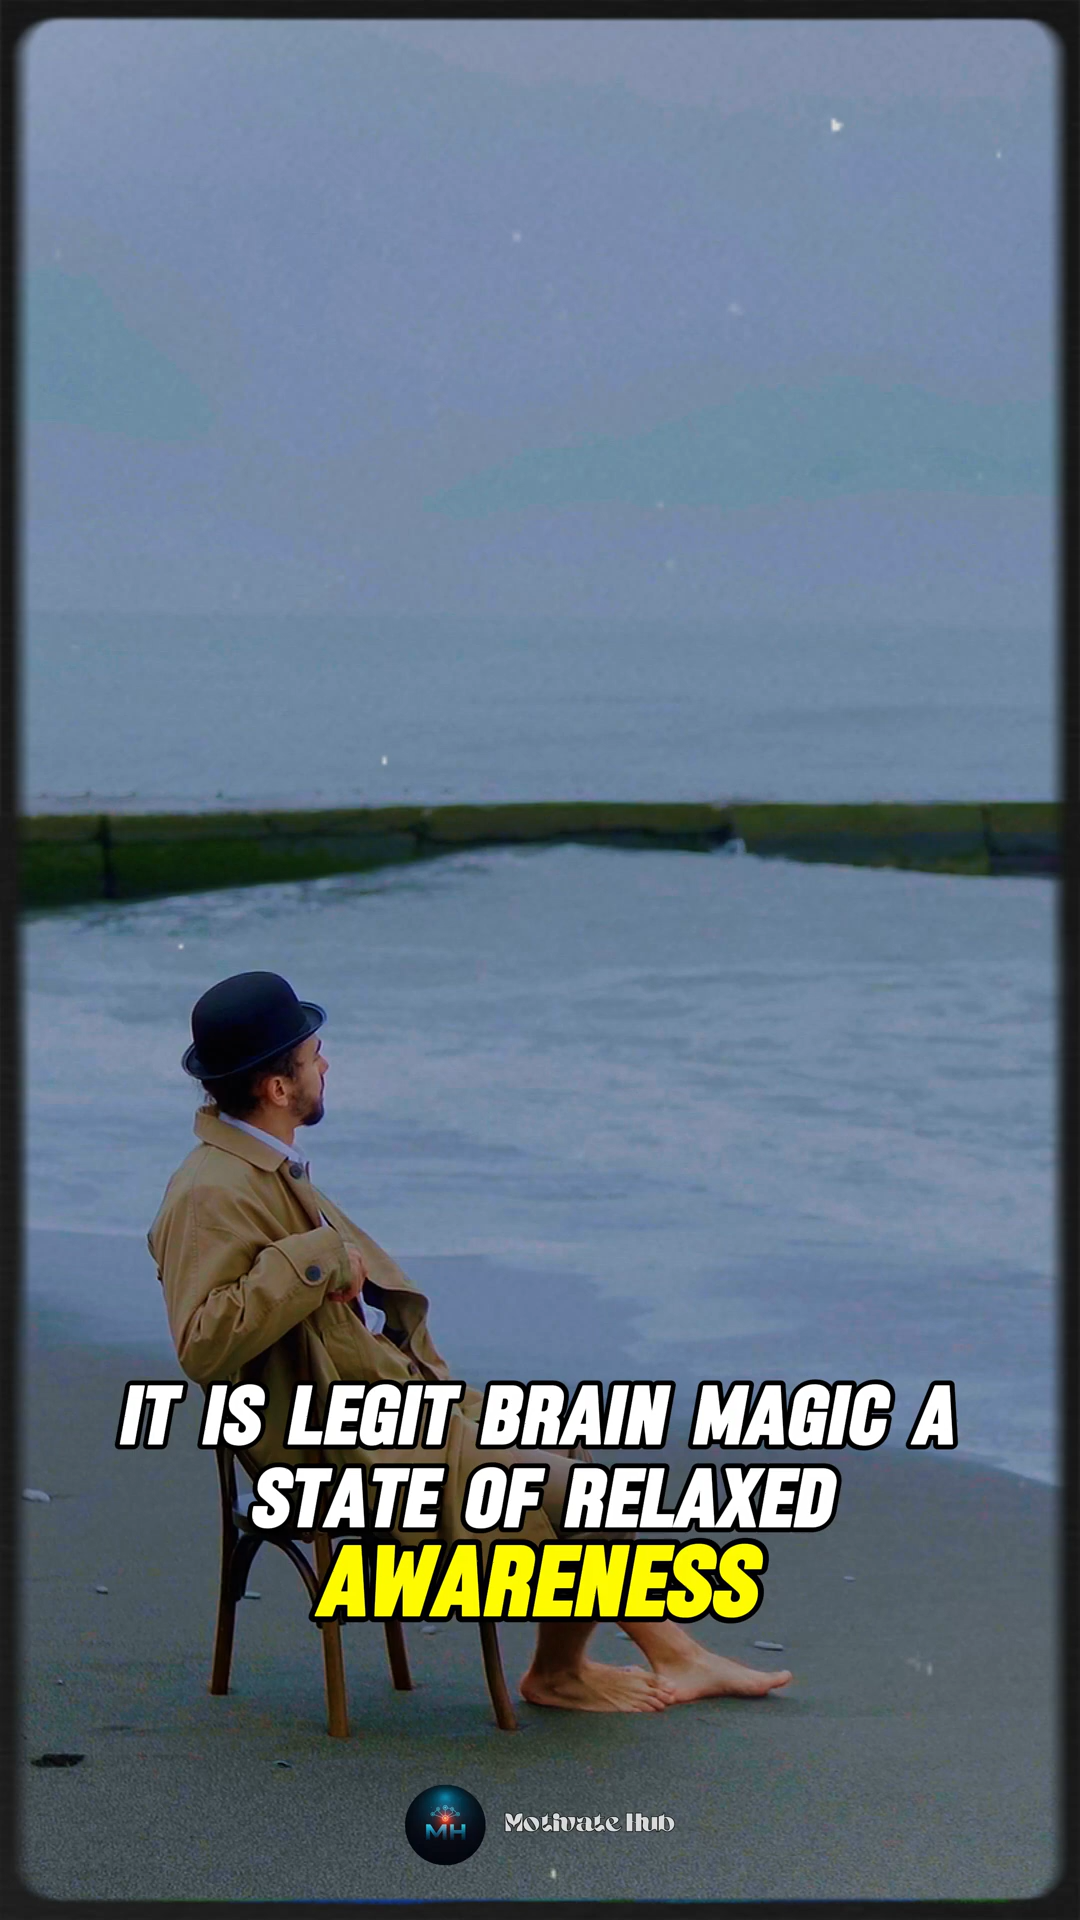 IT IS LEGIT BRAIN MAGIC A
STATE OF RELAXED
AWARENESS
MH
Motivate Hub